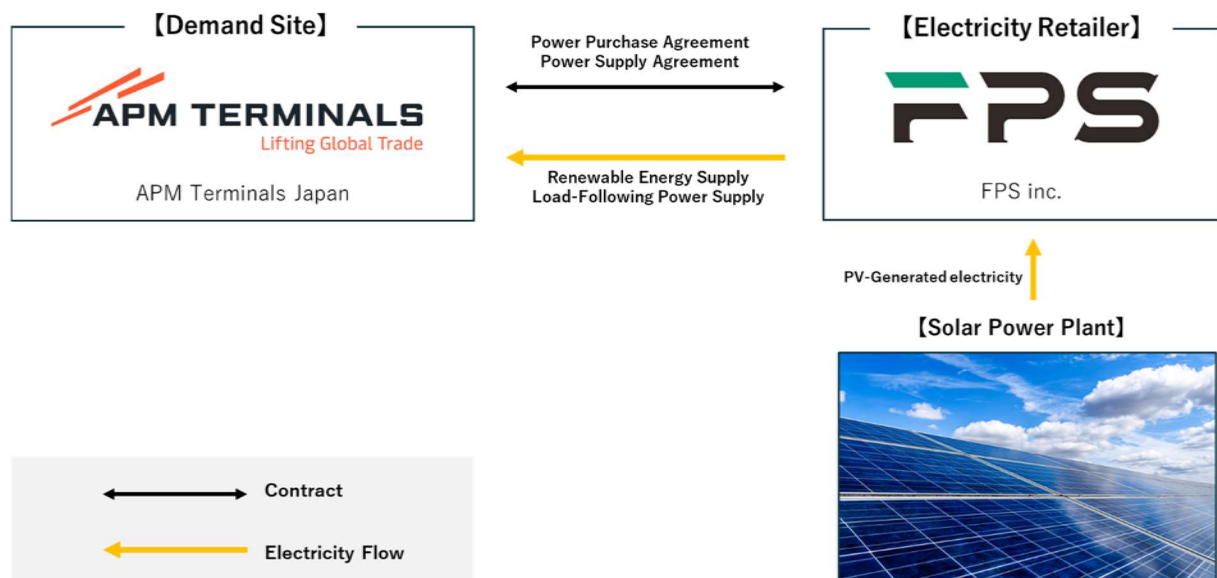 【Demand Site】
APM TERMINALS
Lifting Global Trade
APM Terminals Japan
Power Purchase Agreement
Power Supply Agreement
Renewable Energy Supply
Load-Following Power Supply
【Electricity Retailer】
FPS
FPS inc.
PV-Generated electricity
【Solar Power Plant】
Contract
Electricity Flow